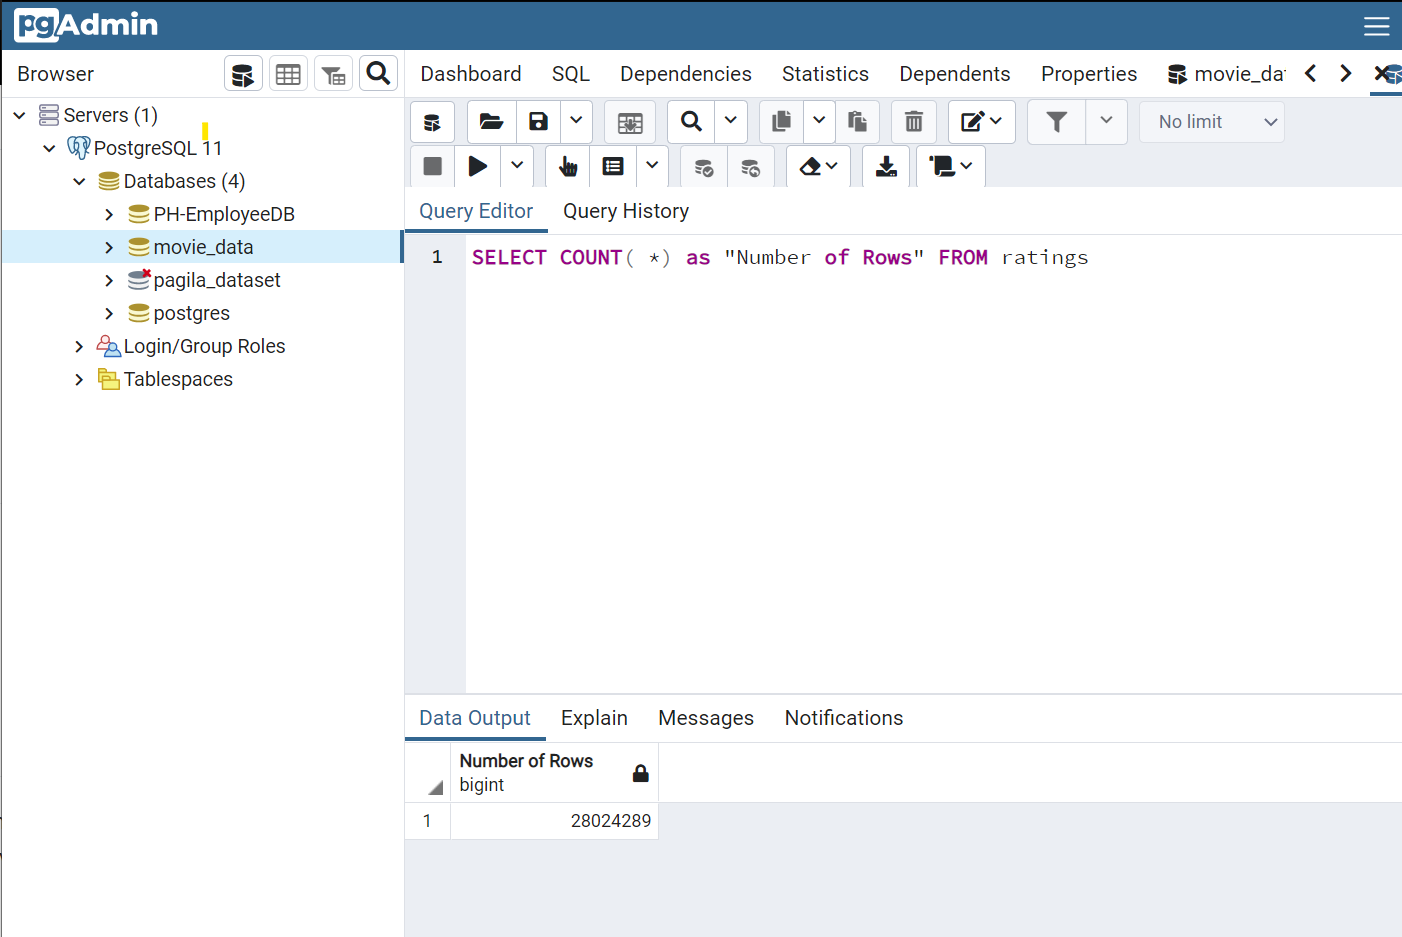 pgAdmin
Browser
Dashboard SQL Dependencies Statistics Dependents Properties
Servers (1)
PostgreSQL 11
Databases (4)
PH-EmployeeDB
movie_data
pagila_dataset
postgres
Login/Group Roles
Tablespaces
movie_da
No limit
Query Editor Query History
1 SELECT COUNT( *) as "Number of Rows" FROM ratings
Data Output Explain Messages Notifications
Number of Rows
bigint
1 28024289